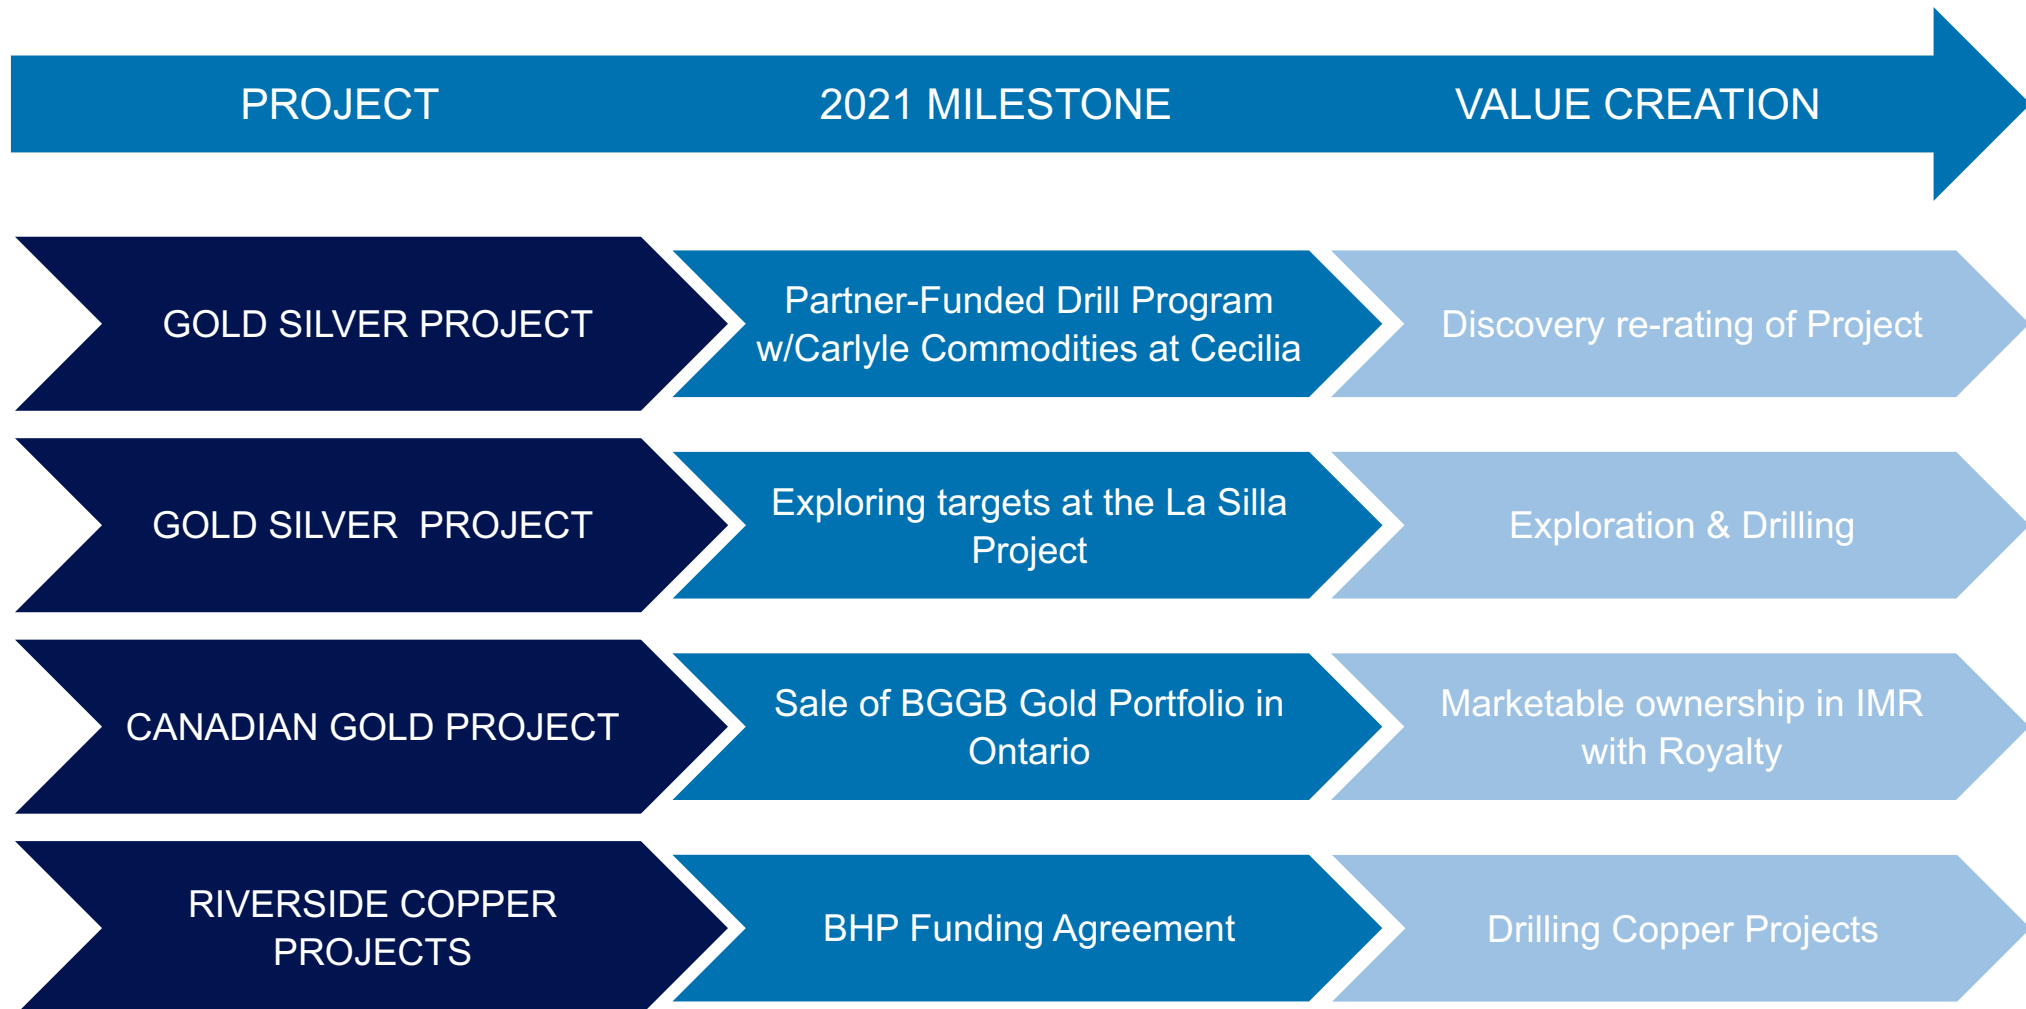 PROJECT
2021 MILESTONE
VALUE CREATION
GOLD SILVER PROJECT
Partner-Funded Drill Program
w/Carlyle Commodities at Cecilia
Discovery re-rating of Project
GOLD SILVER  PROJECT
Exploring targets at the La Silla
Project
Exploration & Drilling
CANADIAN GOLD PROJECT
Sale of BGGB Gold Portfolio in
Ontario
Marketable ownership in IMR
with Royalty
RIVERSIDE COPPER
PROJECTS
BHP Funding Agreement
Drilling Copper Projects